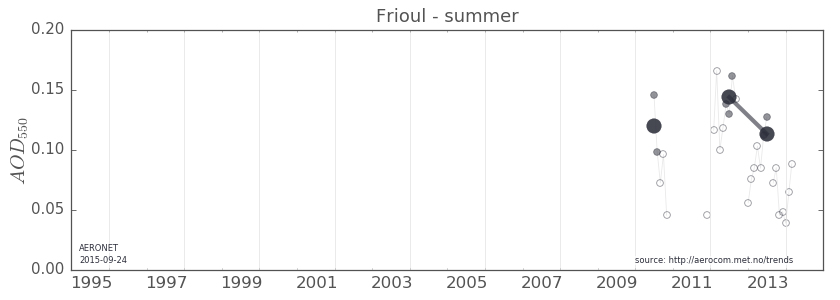 Frioul - summer
0.20
0.15
0.10
0.05
0.00
AOD550
AERONET
2015-09-24
source: http://aerocom.met.no/trends
1995 1997 1999 2001 2003 2005 2007 2009 2011 2013